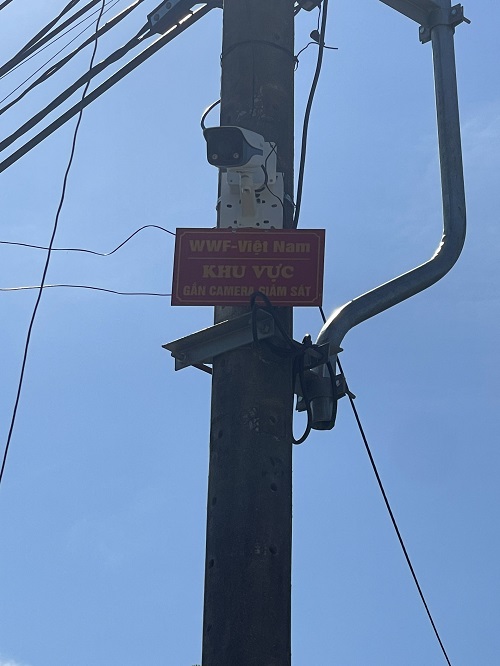 WWF-Việt Nam
KHU VỰC
GẮN CAMERA GIÁM SÁT